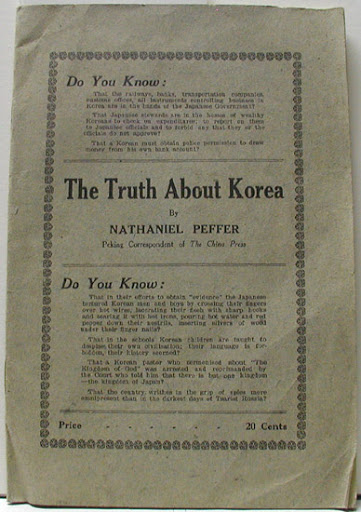 Do You Know:
That the railways, banks, transportation companies,
customs offices, all instruments controlling business in
Korea, are in the hands of the Japanese Government?
That Japanese stewards are in the homes of wealthy
Koreans to check on expenditures, to report on them
to Japanese officials and to forbid any that they or the
officials do not approve?
That a Korean must obtain police permission to draw
money from his own bank account?
The Truth About Korea
By
NATHANIEL PEFFER
Peking Correspondent of The China Press
Do You Know:
That in their efforts to obtain "evidence" the Japanese
tortured Korean men and boys by crossing their fingers
over hot wires, lacerating their flesh with sharp hooks
and searing it with hot irons, pouring hot water and red
pepper down their nostrils, inserting slivers of wood
under their finger nails?
That in the schools Korean children are taught to
despise their own civilization; their language is for-
bidden, their history
That a Korean pastor who sermonized about "The
Kingdom of God" was arrested and reprimanded by
the Court who told him that there is but one kingdom
—the kingdom of Japan?
That the country writhes in the grip of spies more
omnipresent than in the darkest days of Tsarist Russia?
Price - - - - - - 20 Cents